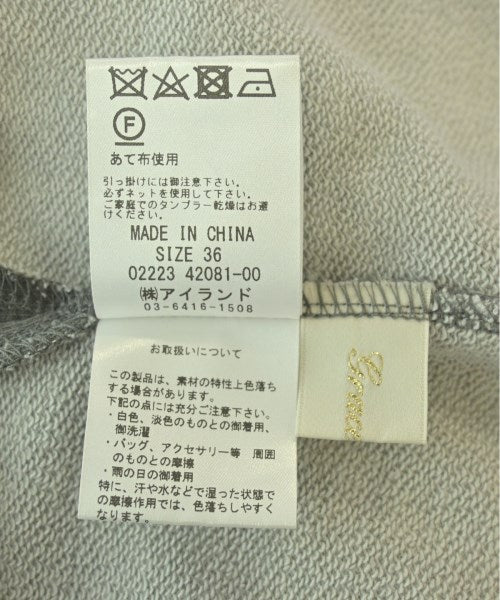 F
あて布使用
引っ掛けには御注意下さい。
必ずネットを使用して下さい。
ご家庭でのタンブラー乾燥はお避
けください。
MADE IN CHINA
SIZE 36
02223 42081-00
㈱アイランド
03-6416-1508
お取扱いについて
この製品は、素材の特性上色落ち
する場合があります。
下記の点には充分ご注意下さい。
・白色、淡色のものとの御着用、
御洗濯
・バッグ、アクセサリー等 周囲
のものとの摩擦
・雨の日の御着用
特に、汗や水などで湿った状態で
の摩擦作用では、色落ちしやすく
なります。